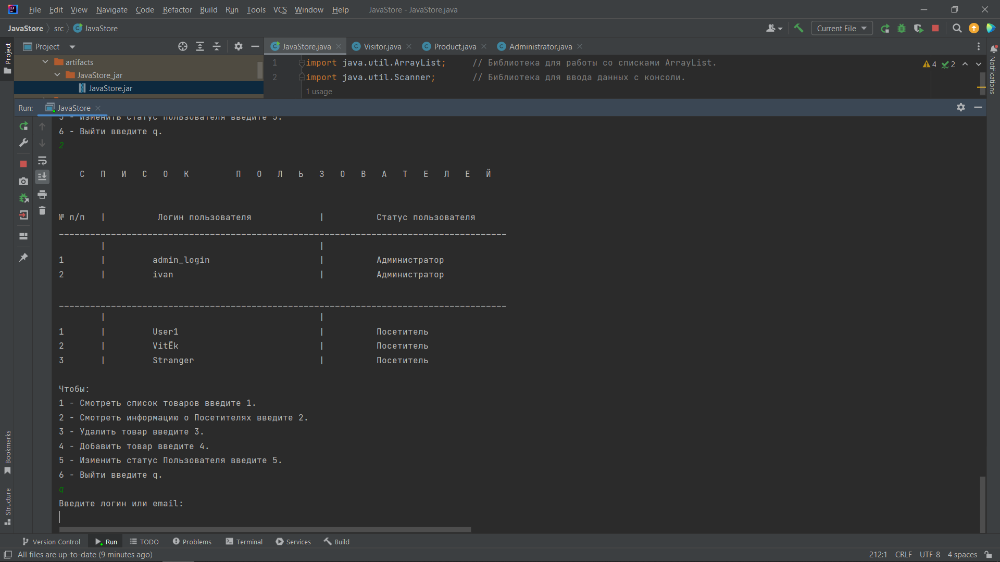 File Edit View Navigate Code Refactor Build Run Tools VCS Window Help JavaStore - JavaStore.java
JavaStore src JavaStore Current File
Project JavaStore.java Visitor.java Product.java Administrator.java
Project
artifacts
JavaStore_jar
JavaStore.jar
1 import java.util.ArrayList; // Библиотека для работы со списками ArrayList.
2 import java.util.Scanner; // Библиотека для ввода данных с консоли.
1 usage
4 2
Notifications
Run: JavaStore
5 - Изменить статус Пользователя введите 5.
6 - Выйти введите q.
2
С П И С О К П О Л Ь З О В А Т Е Л Е Й
№ п/п | Логин пользователя | Статус пользователя
______________________________________________________________________________________
| |
1 | admin_login | Администратор
2 | ivan | Администратор
______________________________________________________________________________________
| |
1 | User1 | Посетитель
2 | VitЁk | Посетитель
3 | Stranger | Посетитель
Чтобы:
1 - Смотреть список товаров введите 1.
2 - Смотреть информацию о Посетителях введите 2.
3 - Удалить товар введите 3.
4 - Добавить товар введите 4.
5 - Изменить статус Пользователя введите 5.
6 - Выйти введите q.
q
Введите логин или email:
Bookmarks
Structure
Version Control Run TODO Problems Terminal Services Build
All files are up-to-date (9 minutes ago) 212:1 CRLF UTF-8 4 spaces